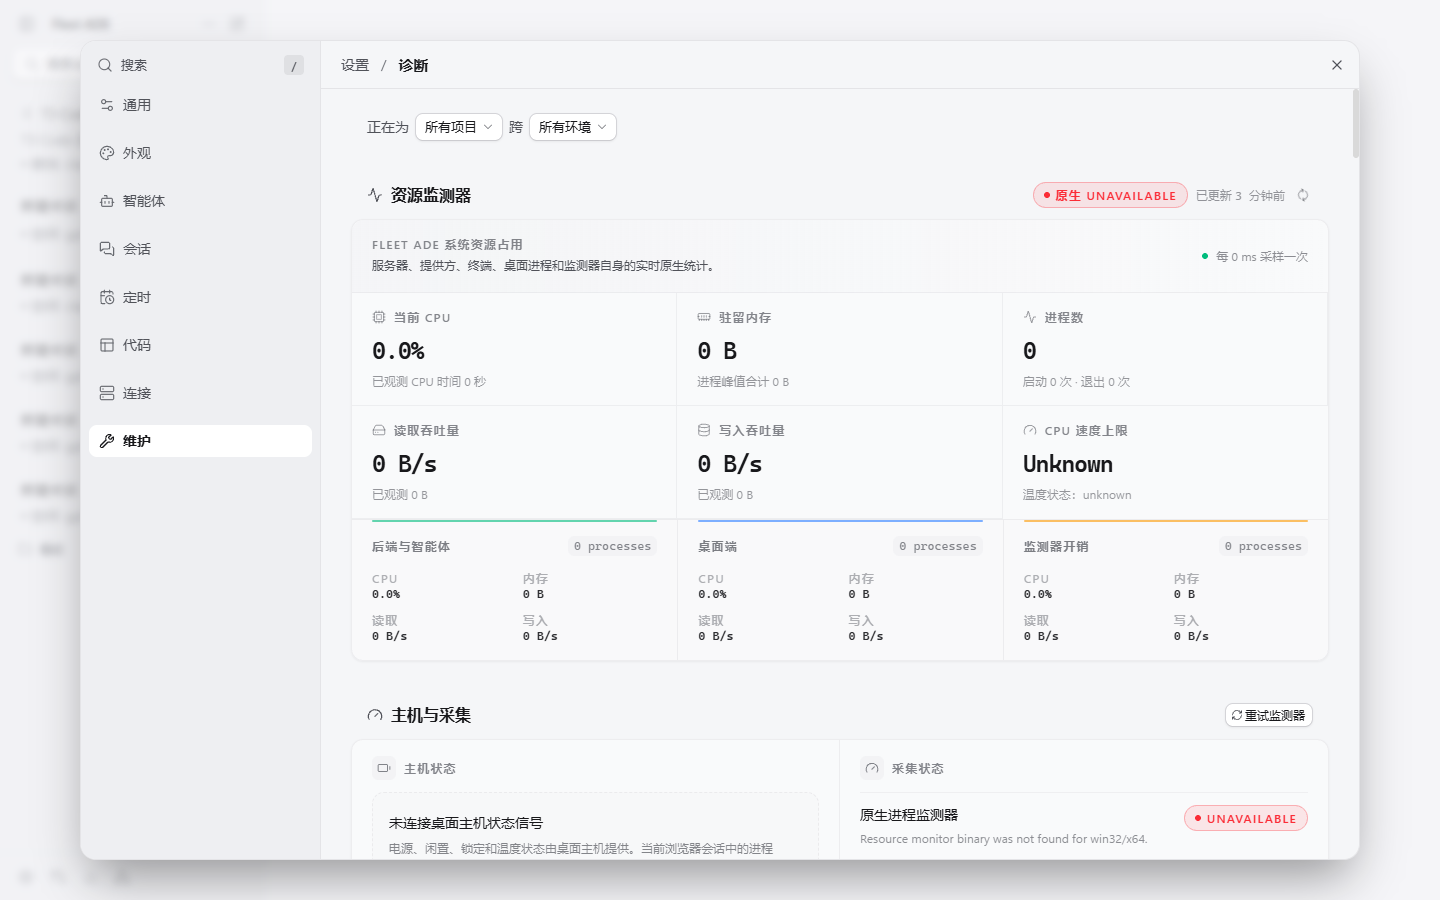 搜索 /
通用
外观
智能体
会话
定时
代码
连接
维护
设置 / 诊断
正在为 所有项目 跨 所有环境
资源监测器
原生 UNAVAILABLE 已更新 3 分钟前
FLEET ADE 系统资源占用
服务器、提供方、终端、桌面进程和监测器自身的实时原生统计。
每 0 ms 采样一次
当前 CPU
0.0%
已观测 CPU 时间 0 秒
驻留内存
0 B
进程峰值合计 0 B
进程数
0
启动 0 次 · 退出 0 次
读取吞吐量
0 B/s
已观测 0 B
写入吞吐量
0 B/s
已观测 0 B
CPU 速度上限
Unknown
温度状态：unknown
后端与智能体 0 processes
CPU 内存
0.0% 0 B
读取 写入
0 B/s 0 B/s
桌面端 0 processes
CPU 内存
0.0% 0 B
读取 写入
0 B/s 0 B/s
监测器开销 0 processes
CPU 内存
0.0% 0 B
读取 写入
0 B/s 0 B/s
主机与采集
重试监测器
主机状态
未连接桌面主机状态信号
电源、闲置、锁定和温度状态由桌面主机提供。当前浏览器会话中的进程
采集状态
原生进程监测器
UNAVAILABLE
Resource monitor binary was not found for win32/x64.